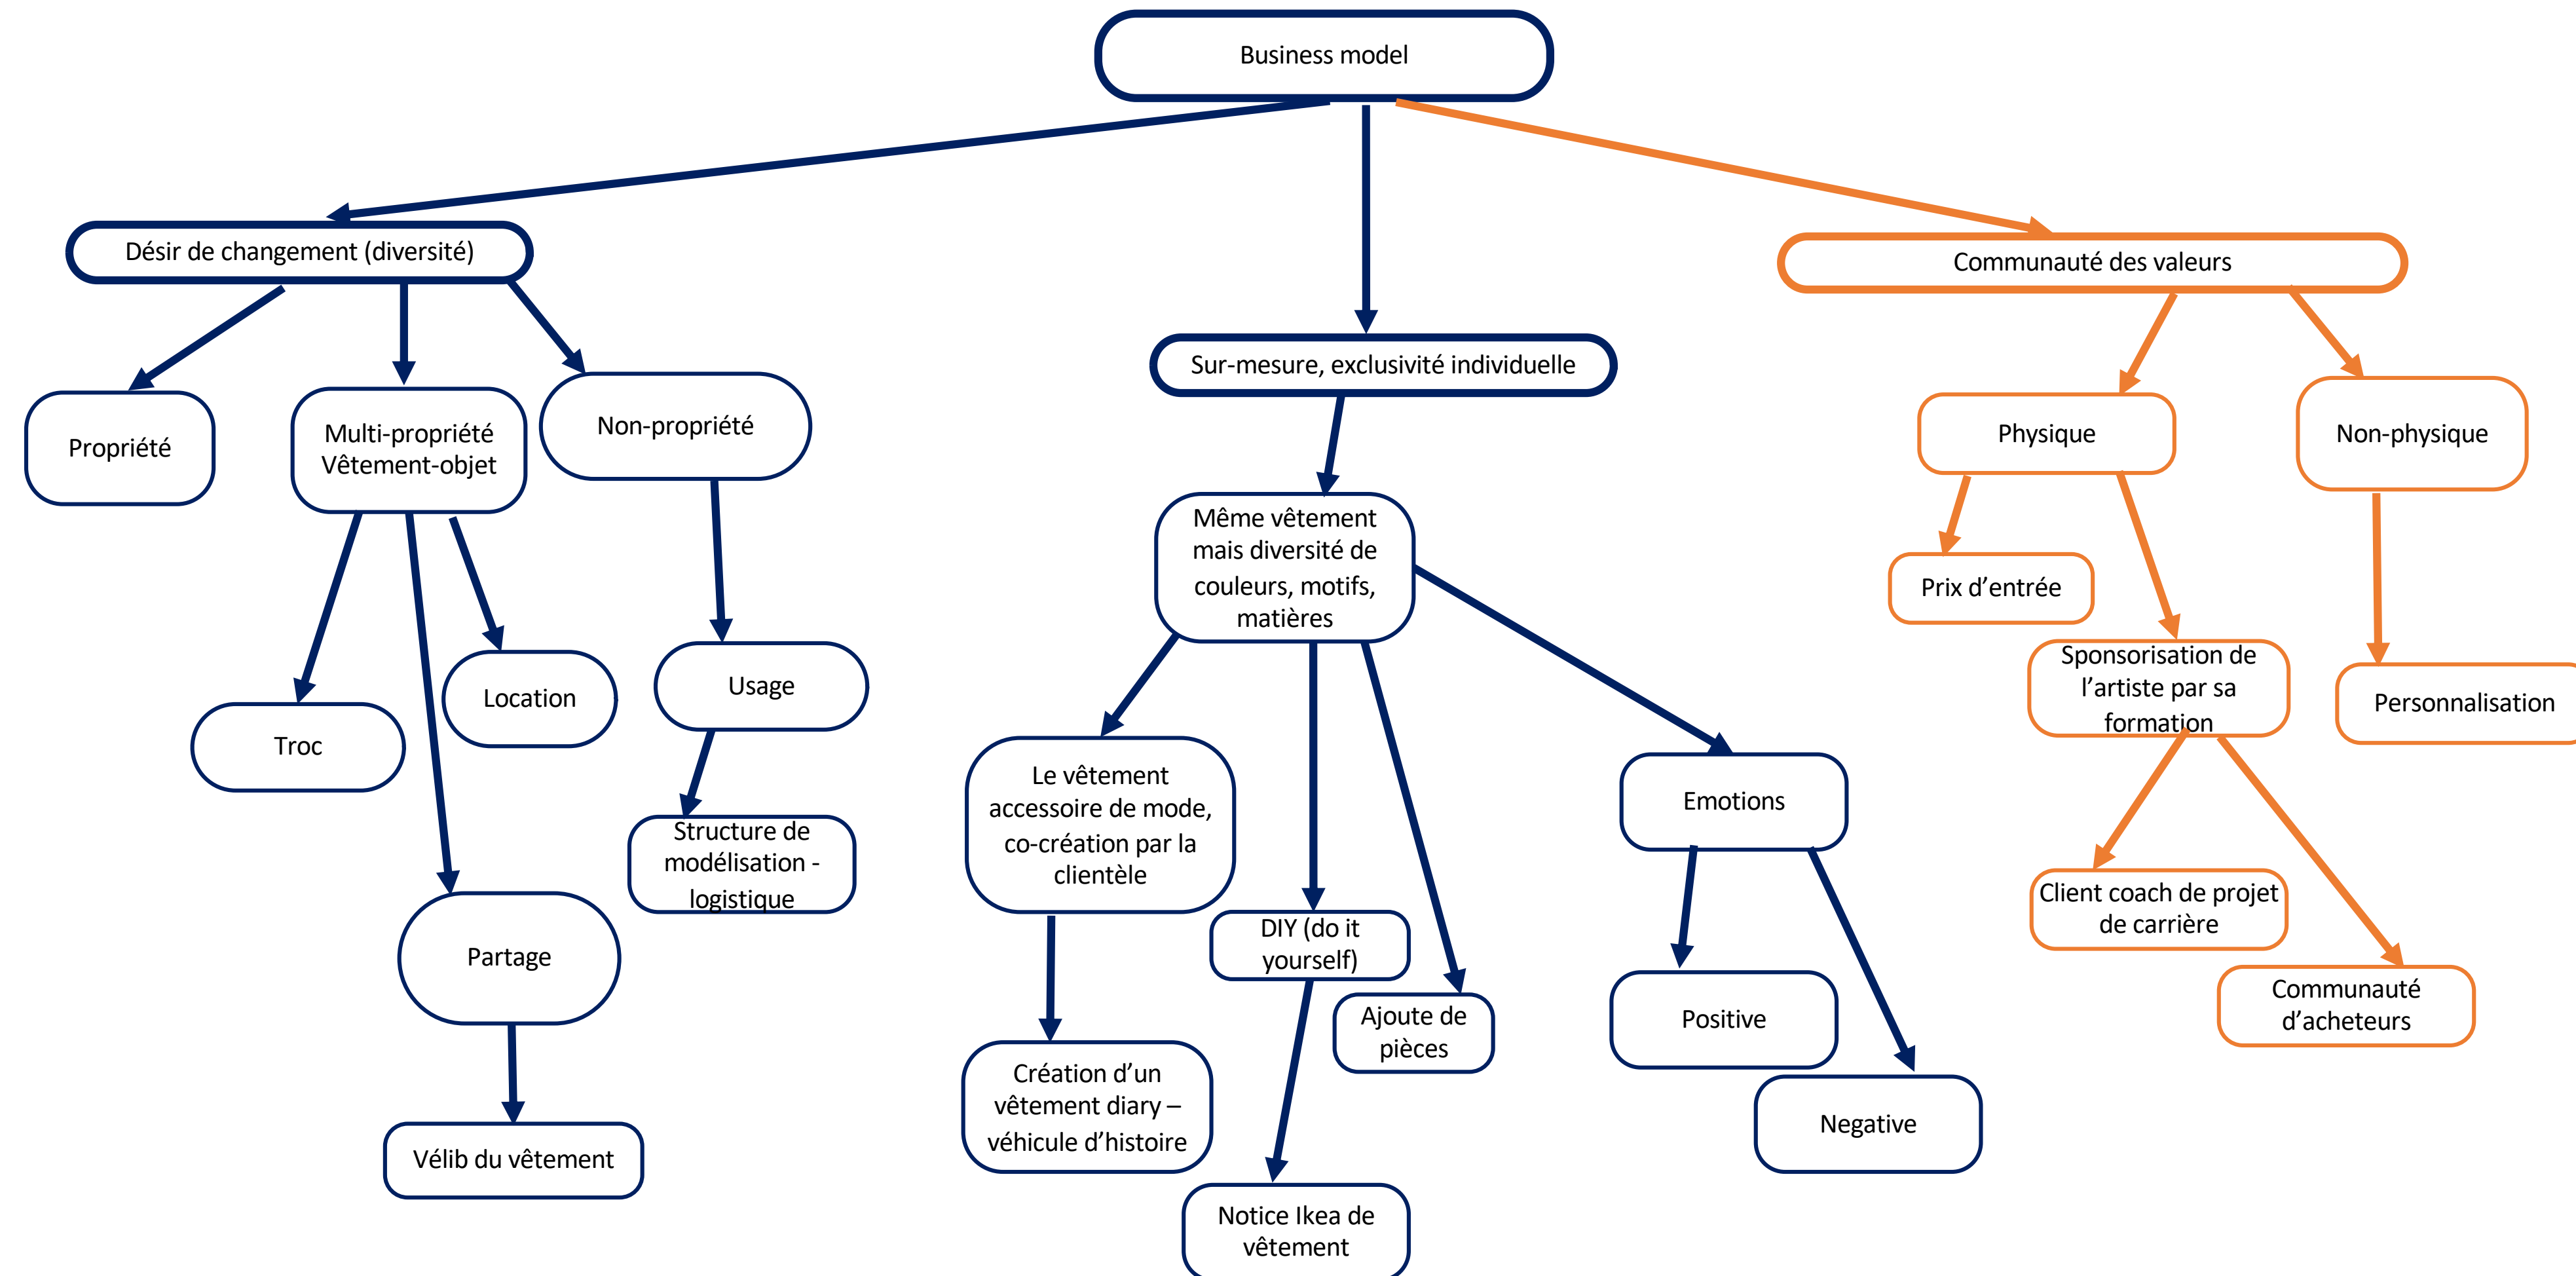 Business model
Désir de changement (diversité)
Communauté des valeurs
Sur-mesure, exclusivité individuelle
Propriété
Multi-propriété
Vêtement-objet
Non-propriété
Physique
Non-physique
Même vêtement
mais diversité de
couleurs, motifs,
matières
Prix d’entrée
Troc
Location
Usage
Sponsorisation de
l’artiste par sa
formation
Personnalisation
Structure de
modélisation -
logistique
Le vêtement
accessoire de mode,
co-création par la
clientèle
Emotions
Partage
DIY (do it
yourself)
Ajoute de
pièces
Client coach de projet
de carrière
Communauté
d’acheteurs
Positive
Negative
Vélib du vêtement
Création d’un
vêtement diary –
véhicule d’histoire
Notice Ikea de
vêtement